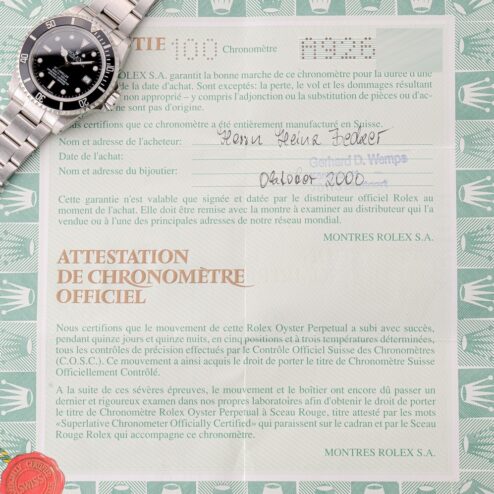 TIE 100 Chronomètre A926
ROLEX S.A. garantit la bonne marche de ce chronomètre pour la durée d'une
de la date d'achat. Sont exceptés: la perte, le vol et les dommages résultant
non approprié – y compris l'adjonction ou la substitution de pièces ou d'ac-
ne sont pas d'origine.
certifions que ce chronomètre a été entièrement manufacturé en Suisse.
Nom et adresse de l'acheteur: Herrn Heinz
Date de l'achat:
Gerhard D. Wempe
Nom et adresse du bijoutier: Oktober 2000
Cette garantie n'est valable que signée et datée par le distributeur officiel Rolex au
moment de l'achat. Elle doit être remise avec la montre à examiner au distributeur qui l'a
vendue ou à l'une des principales adresses de notre réseau mondial.
MONTRES ROLEX S.A.
ATTESTATION
DE CHRONOMÈTRE
OFFICIEL
Nous certifions que le mouvement de cette Rolex Oyster Perpetual a subi avec succès,
pendant quinze jours et quinze nuits, en cinq positions et à trois températures déterminées,
tous les contrôles de précision effectués par le Contrôle Officiel Suisse des Chronomètres
(C.O.S.C.). Ce mouvement a ainsi acquis le droit de porter le titre de Chronomètre Suisse
Officiellement Contrôlé.
A la suite de ces sévères épreuves, le mouvement et le boîtier ont encore dû passer un
dernier et rigoureux examen dans nos propres laboratoires afin d'obtenir le droit de porter
le titre de Chronomètre Rolex Oyster Perpetual à Sceau Rouge, titre attesté par les mots
«Superlative Chronometer Officially Certified» qui paraissent sur le cadran et par le Sceau
Rouge Rolex qui accompagne ce chronomètre.
MONTRES ROLEX S.A.
SWISS